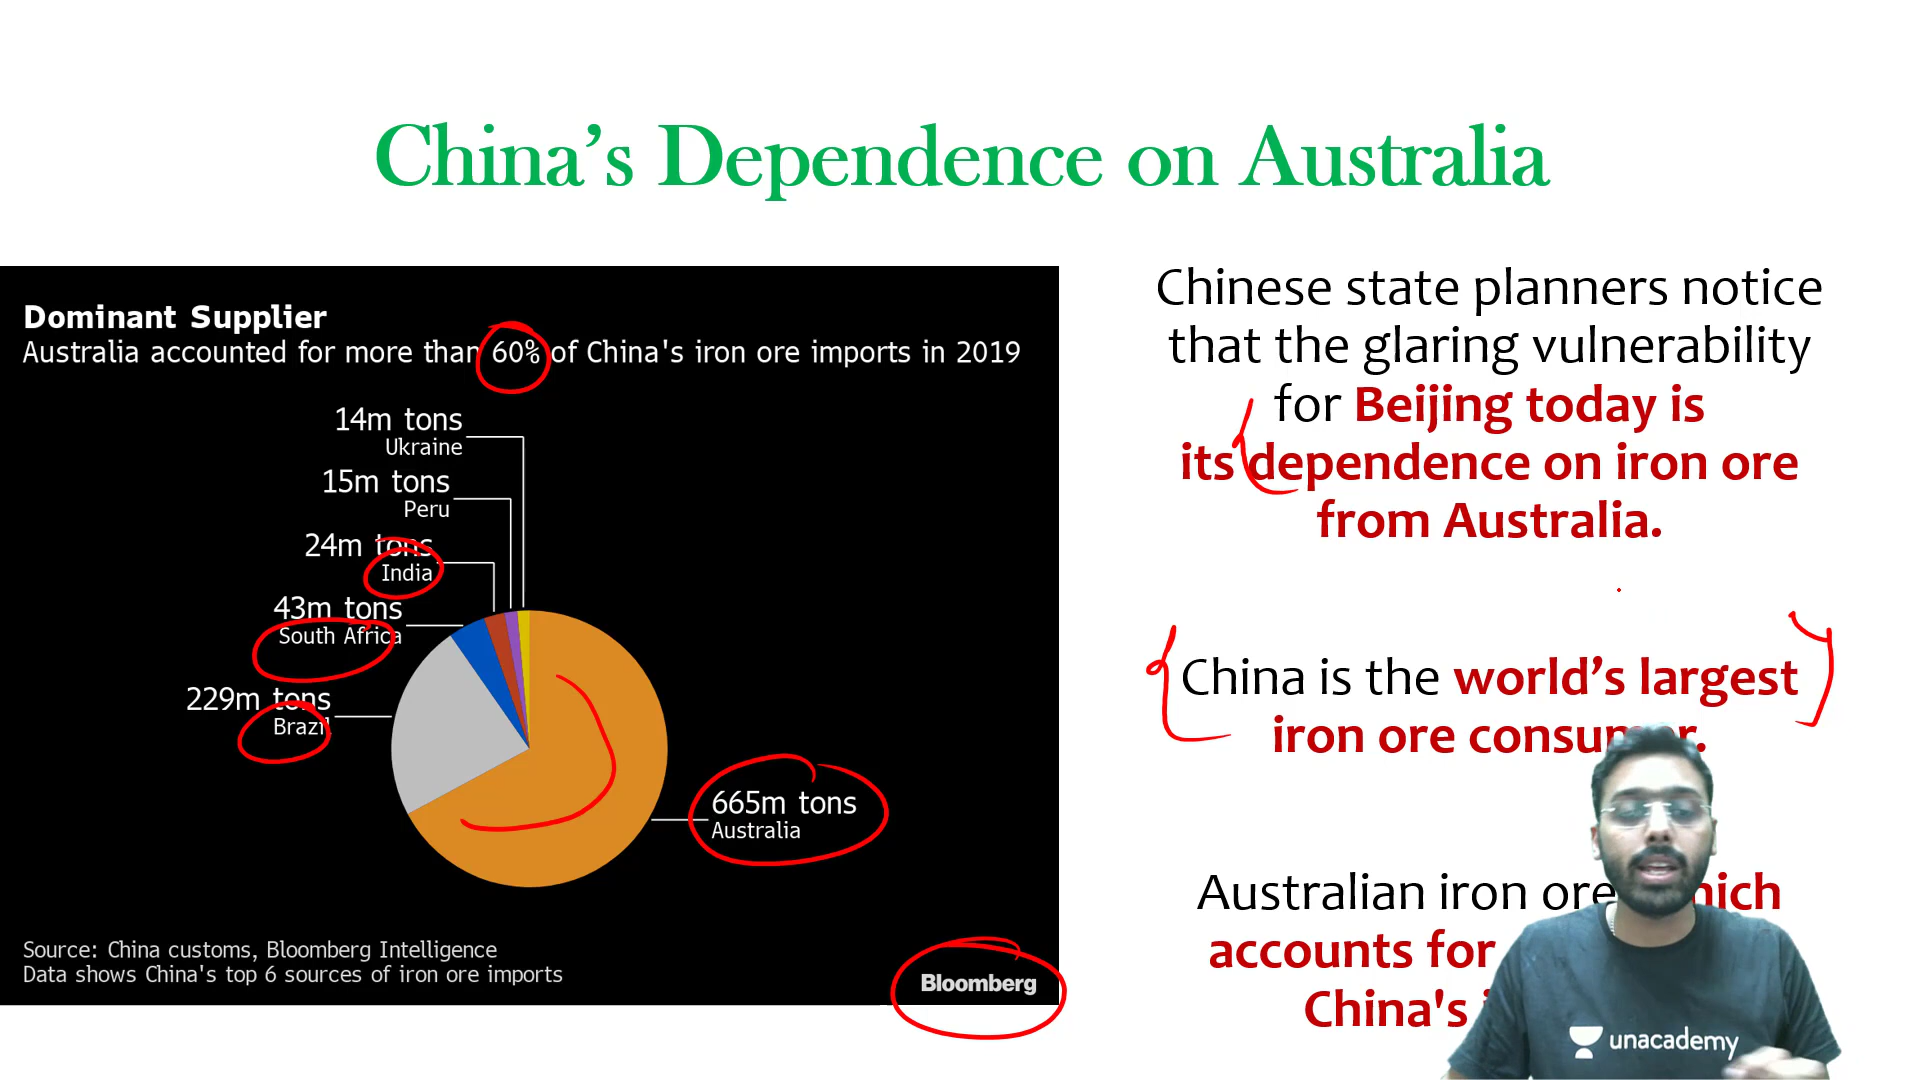 China’s Dependence on Australia
Dominant Supplier
Australia accounted for more than 60% of China's iron ore imports in 2019
14m tons
Ukraine
15m tons
Peru
24m tons
India
43m tons
South Africa
229m tons
Brazil
665m tons
Australia
Source: China customs, Bloomberg Intelligence
Data shows China's top 6 sources of iron ore imports
Bloomberg
Chinese state planners notice
that the glaring vulnerability
for Beijing today is
its dependence on iron ore
from Australia.
China is the world’s largest
iron ore consumer.
Australian iron ore
accounts for
China's
unacademy